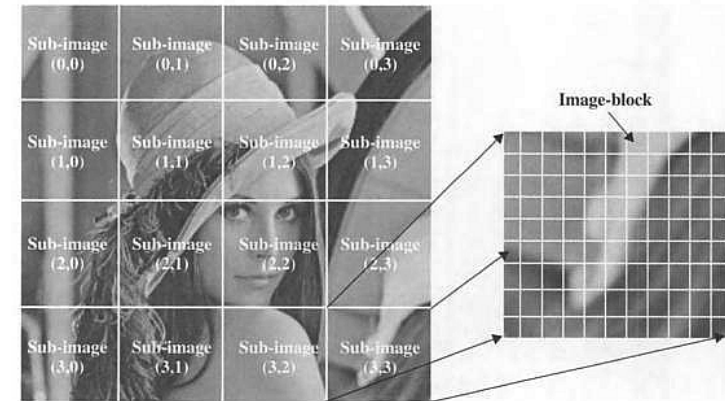 Sub-image Sub-image Sub-image Sub-image
(0,0) (0,1) (0,2) (0,3)
Image-block
Sub-image Sub-image Sub-image Sub-image
(1,0) (1,1) (1,2) (1,3)
Sub-image Sub-image Sub-image Sub-image
(2,0) (2,1) (2,2) (2,3)
Sub-image Sub-image Sub-image Sub-image
(3,0) (3,1) (3,2) (3,3)